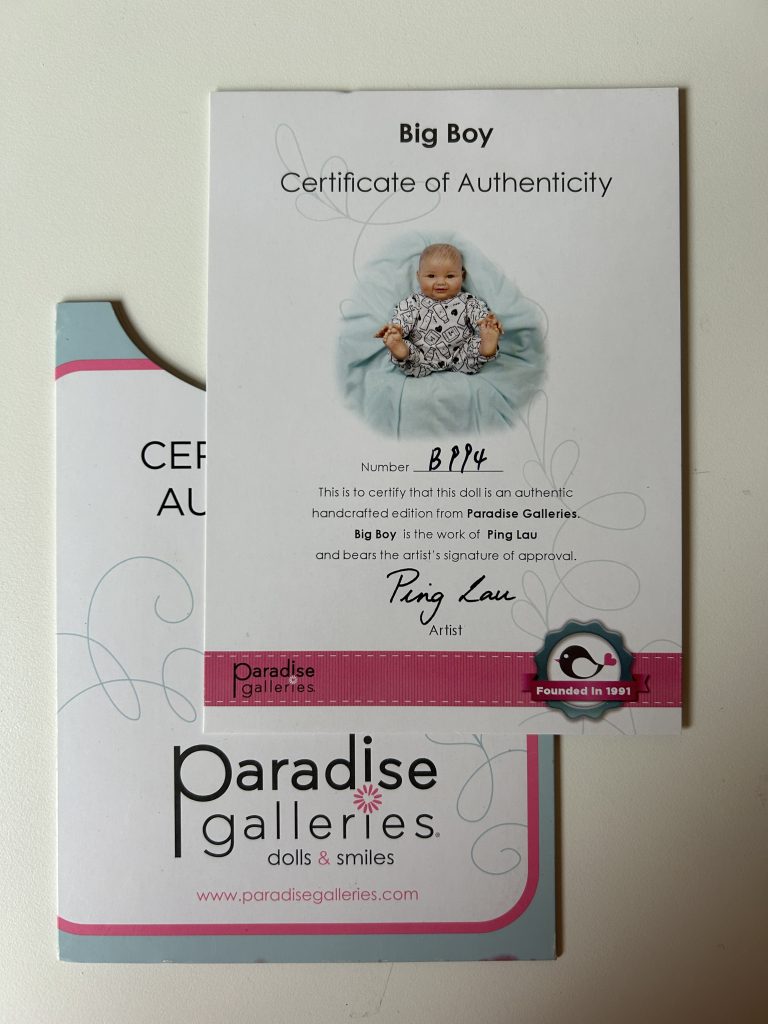 Big Boy
Certificate of Authenticity
Number B994
This is to certify that this doll is an authentic
handcrafted edition from Paradise Galleries.
Big Boy is the work of Ping Lau
and bears the artist's signature of approval.
Ping Lau
Artist
Paradise
galleries
Founded in 1991
CER
AU
Paradise
galleries®
dolls & smiles
www.paradisegalleries.com